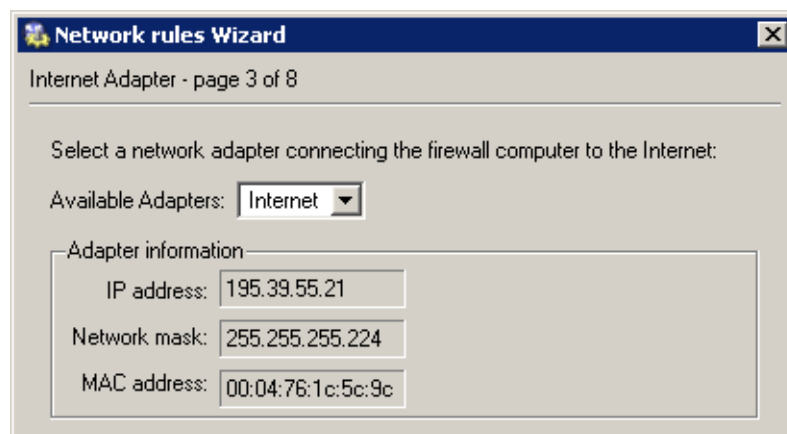 Network rules Wizard
Internet Adapter - page 3 of 8
Select a network adapter connecting the firewall computer to the Internet:
Available Adapters: Internet
Adapter information
IP address: 195.39.55.21
Network mask: 255.255.255.224
MAC address: 00:04:76:1c:5c:9c